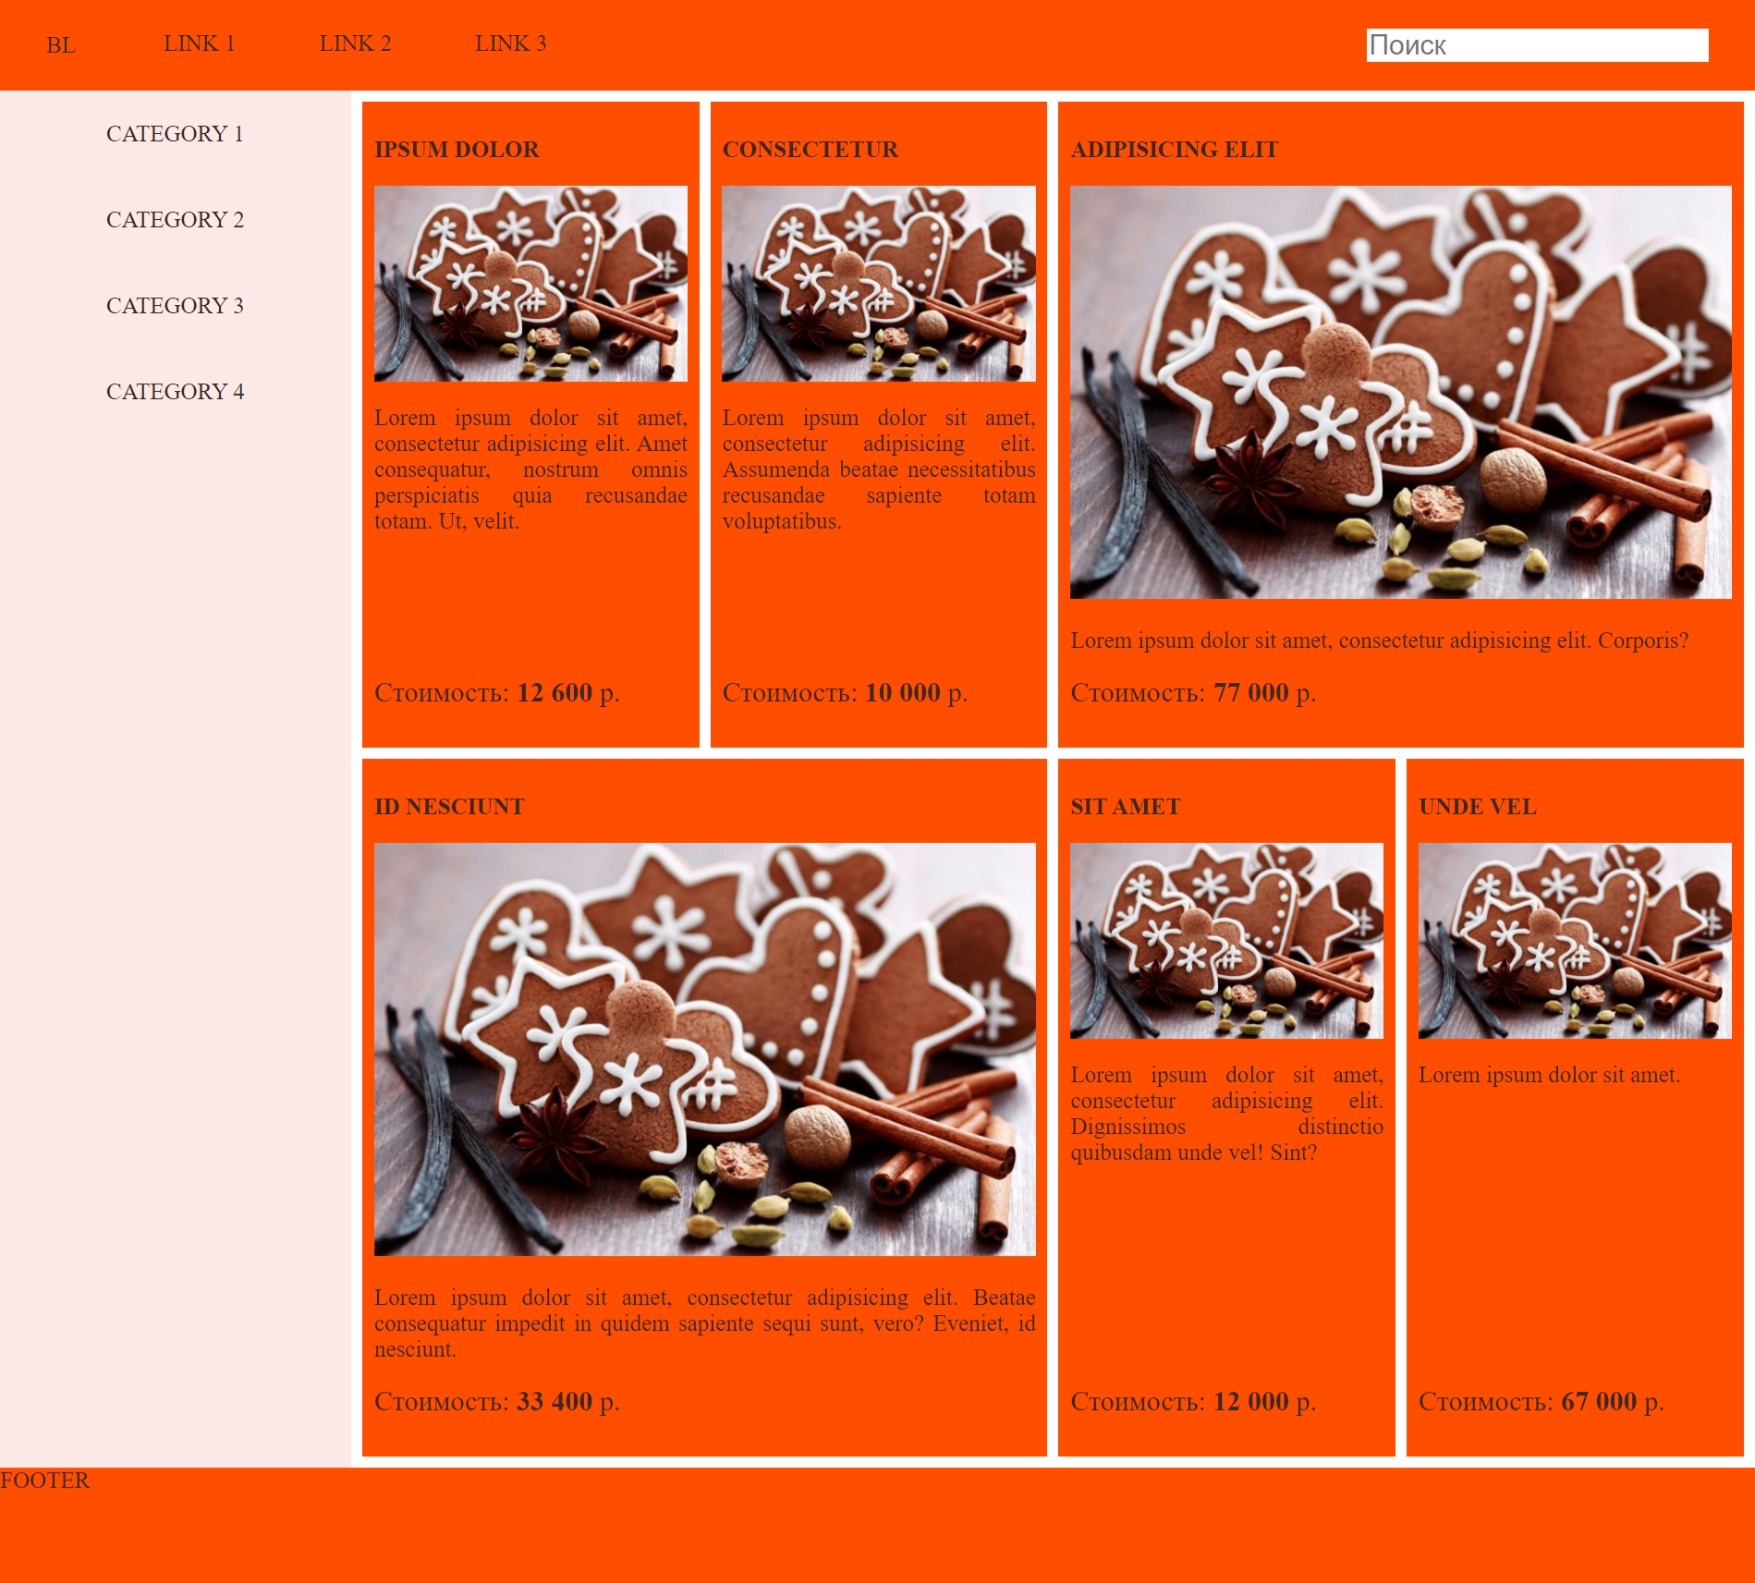 BL
LINK 1
LINK 2
LINK 3
Поиск
CATEGORY 1
CATEGORY 2
CATEGORY 3
CATEGORY 4
IPSUM DOLOR
Lorem ipsum dolor sit amet,
consectetur adipisicing elit. Amet
consequatur, nostrum omnis
perspiciatis quia recusandae
totam. Ut, velit.
Стоимость: 12 600 р.
CONSECTETUR
Lorem ipsum dolor sit amet,
consectetur adipisicing elit.
Assumenda beatae necessitatibus
recusandae sapiente totam
voluptatibus.
Стоимость: 10 000 р.
ADIPISICING ELIT
Lorem ipsum dolor sit amet, consectetur adipisicing elit. Corporis?
Стоимость: 77 000 р.
ID NESCIUNT
Lorem ipsum dolor sit amet, consectetur adipisicing elit. Beatae
consequatur impedit in quidem sapiente sequi sunt, vero? Eveniet, id
nesciunt.
Стоимость: 33 400 р.
SIT AMET
Lorem ipsum dolor sit amet,
consectetur adipisicing elit.
Dignissimos distinctio
quibusdam unde vel! Sint?
Стоимость: 12 000 р.
UNDE VEL
Lorem ipsum dolor sit amet.
Стоимость: 67 000 р.
FOOTER